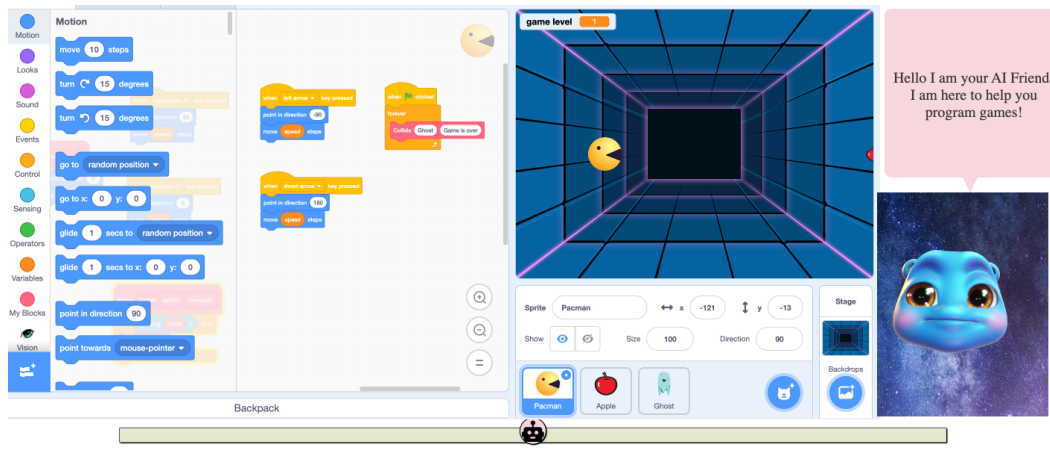 Motion
Looks
Sound
Events
Control
Sensing
Operators
Variables
My Blocks
Vision
Motion
move 10 steps
turn 15 degrees
turn 15 degrees
go to random position
go to x: 0 y: 0
glide 1 secs to random position
glide 1 secs to x: 0 y: 0
point in direction 90
point towards mouse-pointer
when left arrow key pressed
point in direction -90
move speed steps
when down arrow key pressed
point in direction 180
move speed steps
when clicked
forever
Collide Ghost Game is over
Backpack
game level 1
Sprite Pacman x -121 y -13
Show Size 100 Direction 90
Pacman
Apple
Ghost
Stage
Backdrops
Hello I am your AI Friend
I am here to help you
program games!